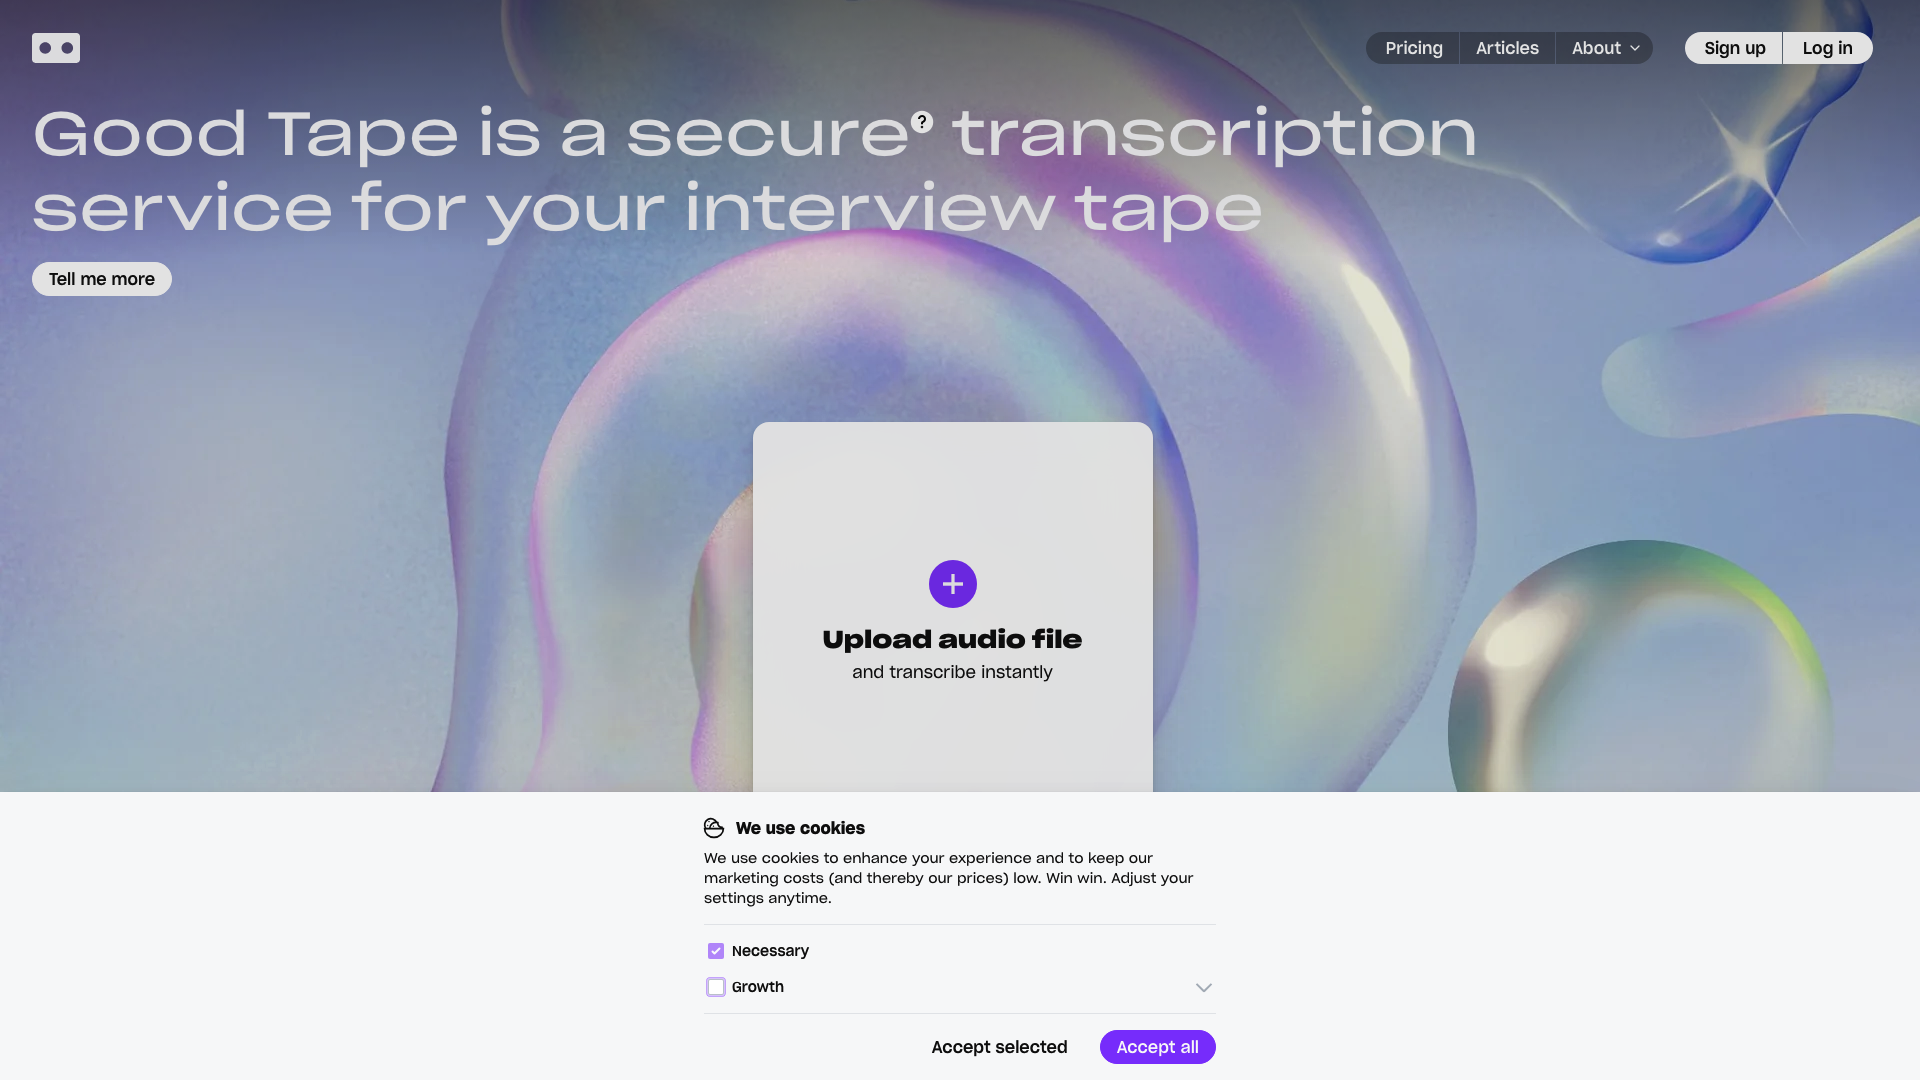 Pricing
Articles
About
Sign up
Log in
Good Tape is a secure? transcription
service for your interview tape
Tell me more
Upload audio file
and transcribe instantly
We use cookies
We use cookies to enhance your experience and to keep our
marketing costs (and thereby our prices) low. Win win. Adjust your
settings anytime.
Necessary
Growth
Accept selected
Accept all